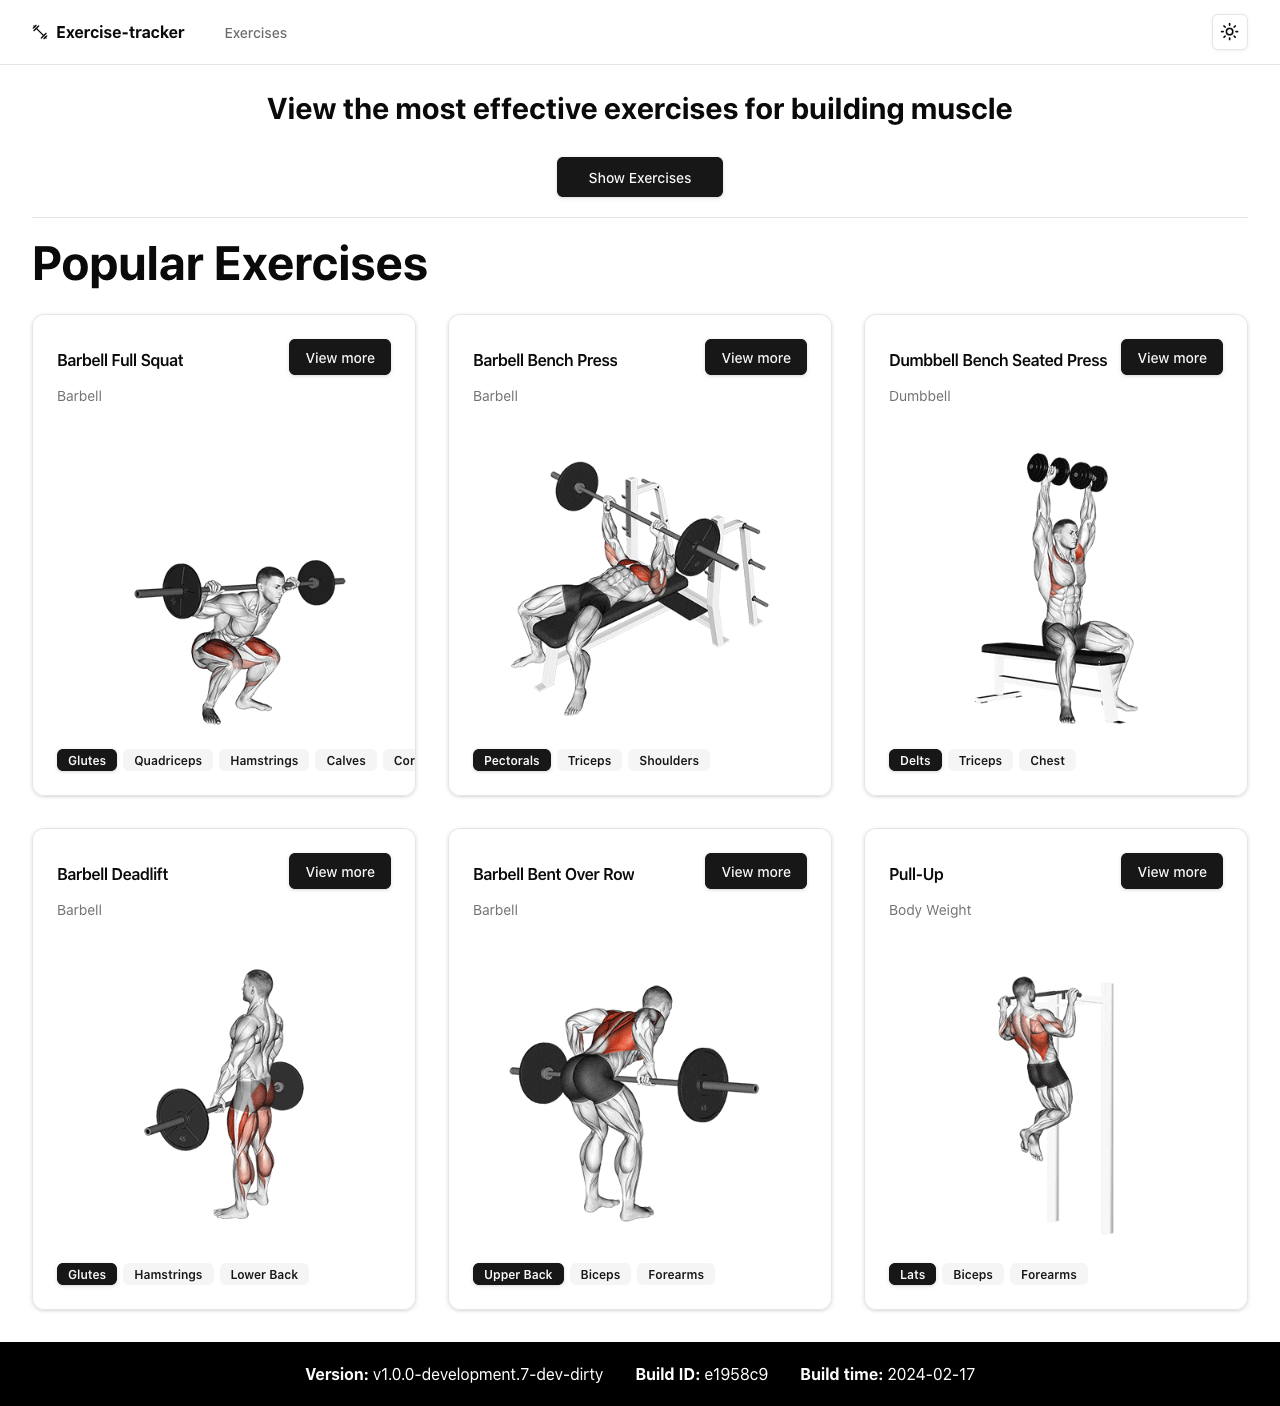 Exercise-tracker
Exercises
View the most effective exercises for building muscle
Show Exercises
Popular Exercises
Barbell Full Squat
View more
Barbell
Glutes Quadriceps Hamstrings Calves Cor
Barbell Bench Press
View more
Barbell
Pectorals Triceps Shoulders
Dumbbell Bench Seated Press
View more
Dumbbell
Delts Triceps Chest
Barbell Deadlift
View more
Barbell
Glutes Hamstrings Lower Back
Barbell Bent Over Row
View more
Barbell
Upper Back Biceps Forearms
Pull-Up
View more
Body Weight
Lats Biceps Forearms
Version: v1.0.0-development.7-dev-dirty Build ID: e1958c9 Build time: 2024-02-17